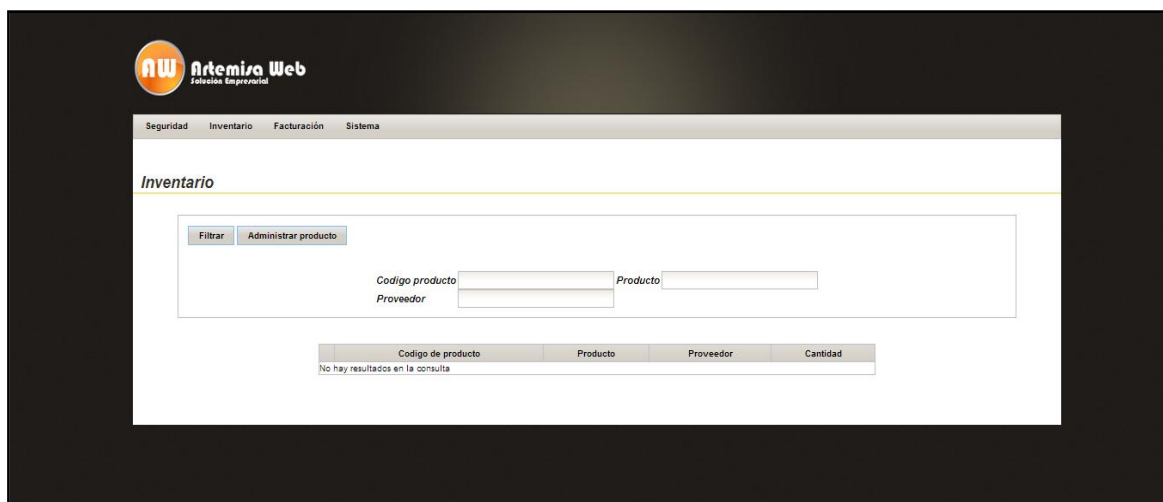 AW
Artemisa Web
Solución Empresarial
Seguridad Inventario Facturación Sistema
Inventario
Filtrar Administrar producto
Codigo producto Producto
Proveedor
Codigo de producto Producto Proveedor Cantidad
No hay resultados en la consulta